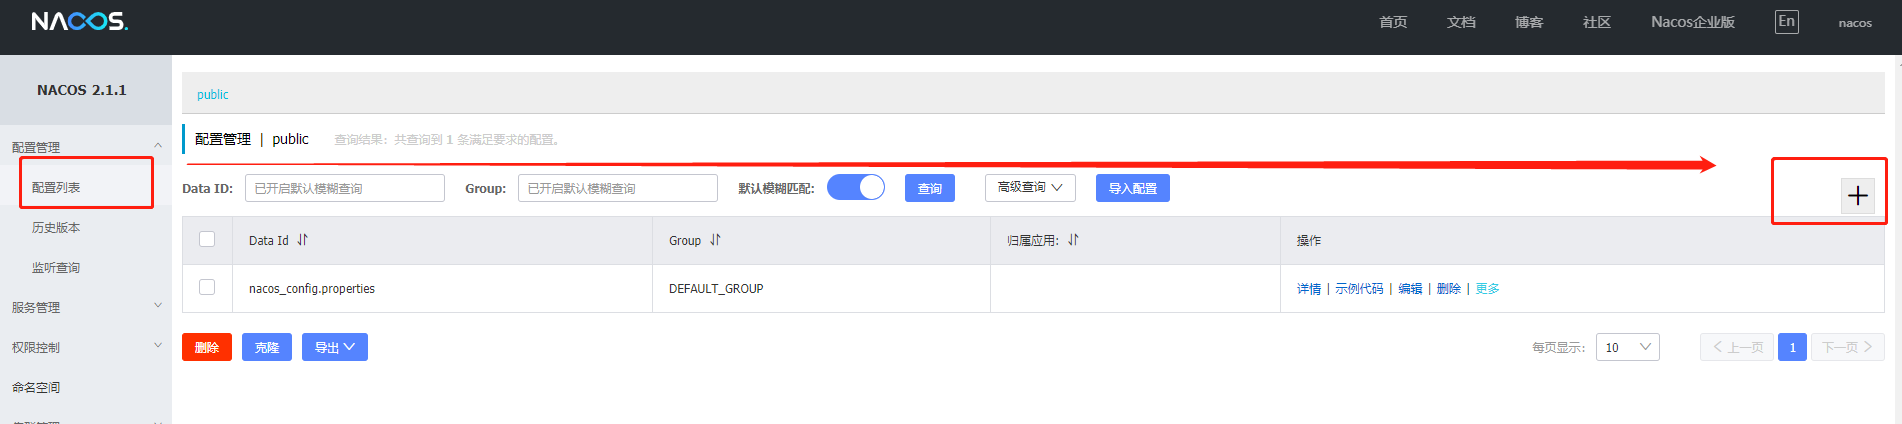 NACOS.
首页 文档 博客 社区 Nacos企业版 En nacos
NACOS 2.1.1
配置管理
配置列表
历史版本
监听查询
服务管理
权限控制
命名空间
public
配置管理 | public 查询结果：共查询到 1 条满足要求的配置。
Data ID: 已开启默认模糊查询 Group: 已开启默认模糊查询 默认模糊匹配: 查询 高级查询 导入配置
Data Id Group 归属应用: 操作
nacos_config.properties DEFAULT_GROUP 详情 | 示例代码 | 编辑 | 删除 | 更多
删除 克隆 导出 每页显示: 10 上一页 1 下一页